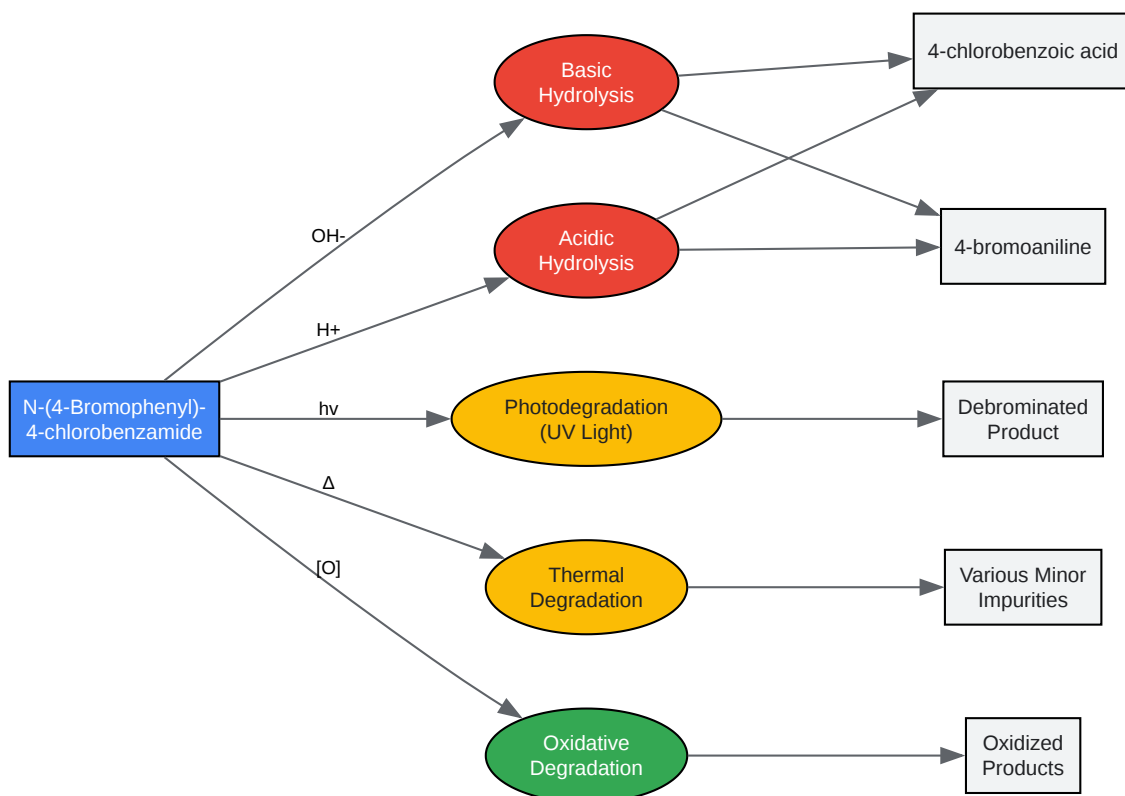 Basic
Hydrolysis
4-chlorobenzoic acid
OH-
Acidic
Hydrolysis
4-bromoaniline
H+
N-(4-Bromophenyl)-
4-chlorobenzamide
hv
Photodegradation
(UV Light)
Debrominated
Product
Δ
Thermal
Degradation
Various Minor
Impurities
[O]
Oxidative
Degradation
Oxidized
Products